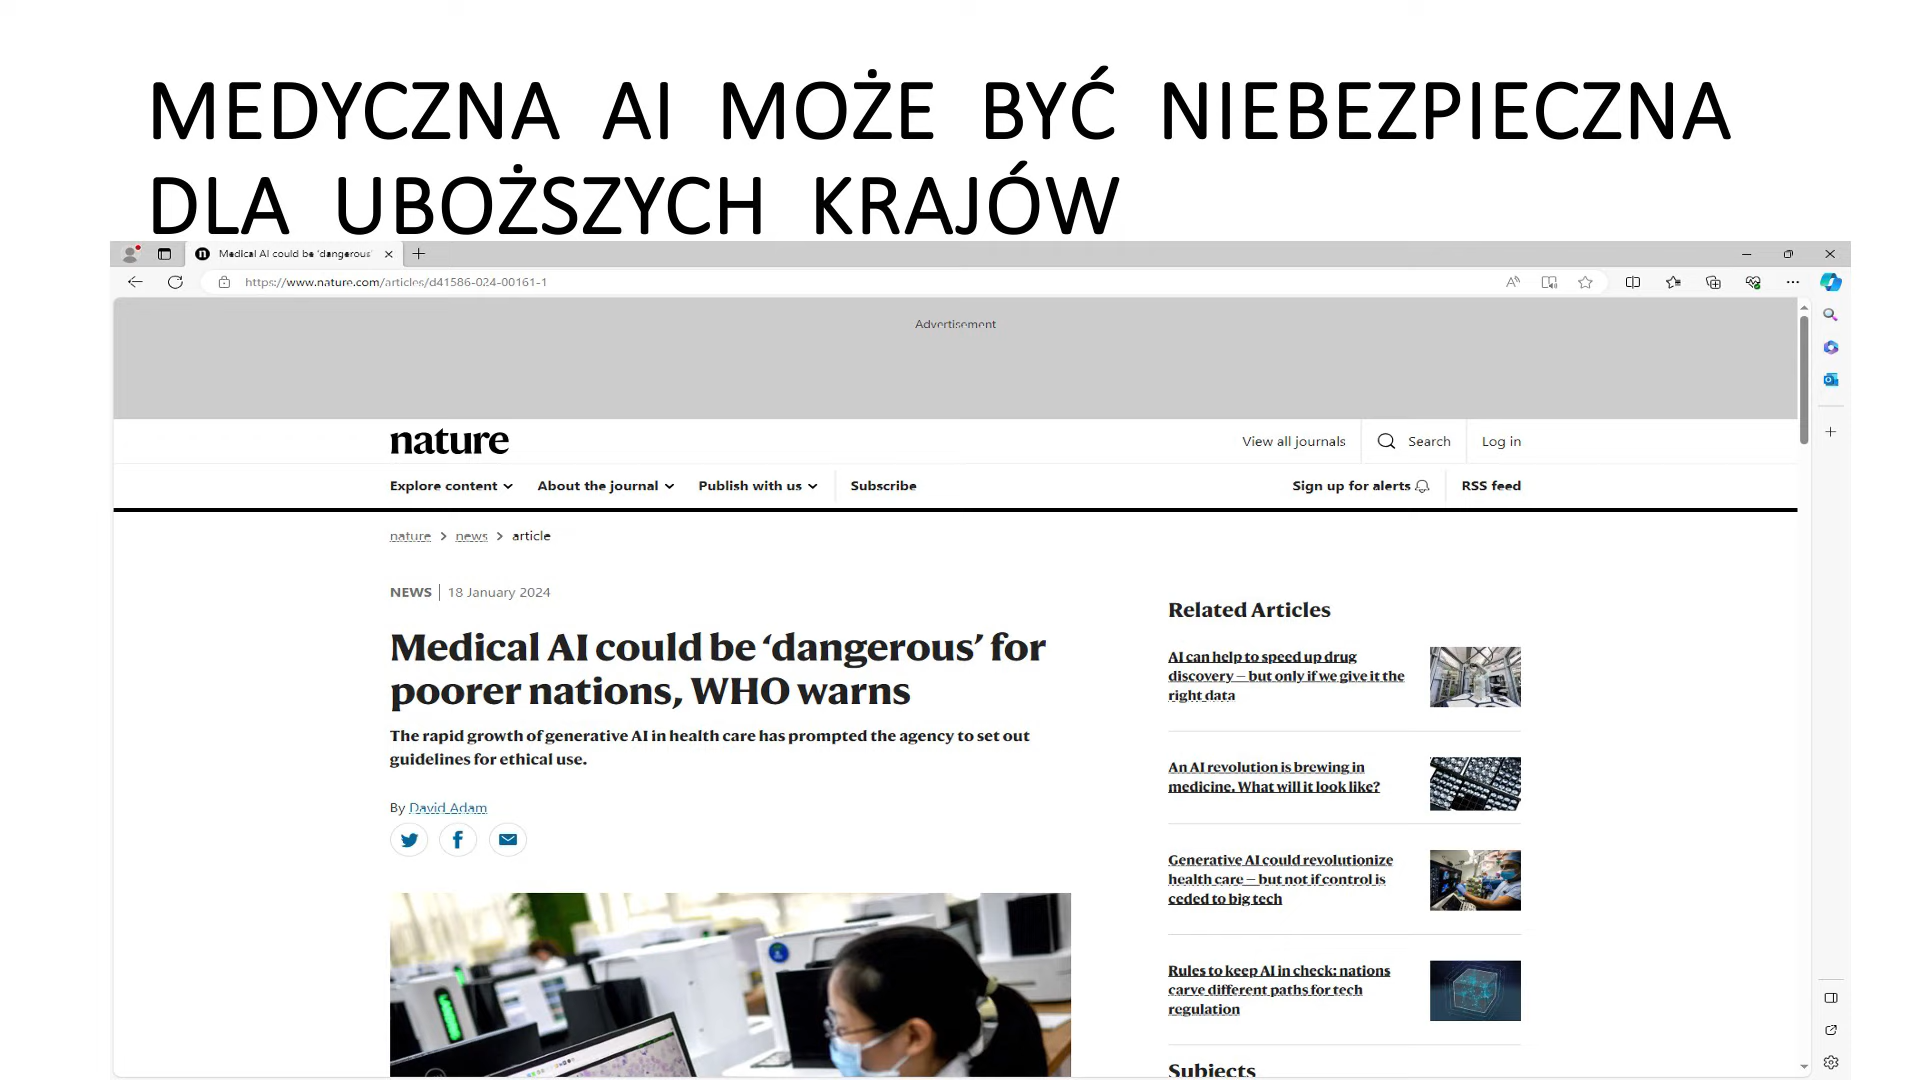 MEDYCZNA AI MOŻE BYĆ NIEBEZPIECZNA
DLA UBOŻSZYCH KRAJÓW
Medical AI could be ‘dangerous’
https://www.nature.com/articles/d41586-024-00161-1
Advertisement
nature
View all journals
Search
Log in
Explore content
About the journal
Publish with us
Subscribe
Sign up for alerts
RSS feed
nature > news > article
NEWS | 18 January 2024
Medical AI could be ‘dangerous’ for
poorer nations, WHO warns
The rapid growth of generative AI in health care has prompted the agency to set out
guidelines for ethical use.
By David Adam
Related Articles
AI can help to speed up drug
discovery — but only if we give it the
right data
An AI revolution is brewing in
medicine. What will it look like?
Generative AI could revolutionize
health care — but not if control is
ceded to big tech
Rules to keep AI in check: nations
carve different paths for tech
regulation
Subjects